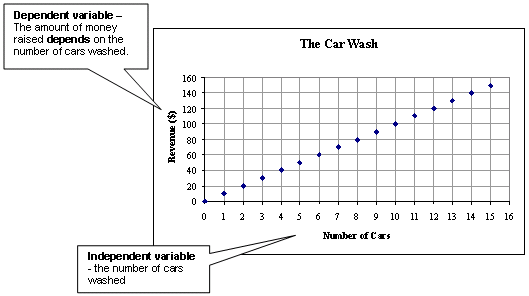 Dependent variable –
The amount of money
raised depends on the
number of cars washed.
The Car Wash
160
140
120
100
80
60
40
20
0
Revenue ($)
0 1 2 3 4 5 6 7 8 9 10 11 12 13 14 15 16
Number of Cars
Independent variable
- the number of cars
washed